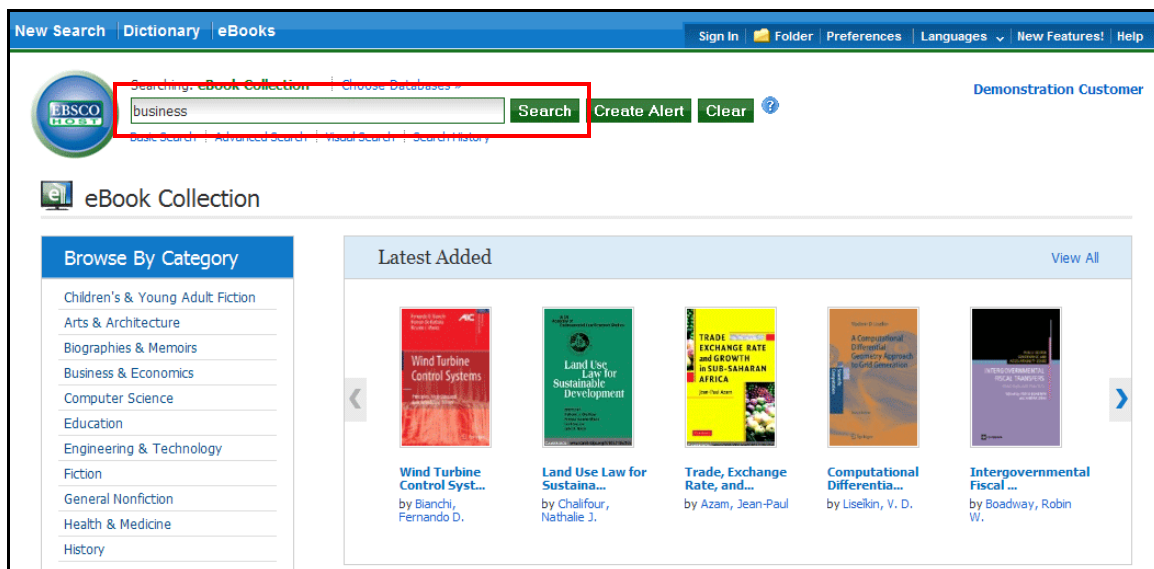 New Search Dictionary eBooks
Sign In Folder Preferences Languages New Features! Help
Searching: eBook Collection Choose Databases »
Demonstration Customer
EBSCO
HOST
business
Search Create Alert Clear ?
Basic Search Advanced Search Visual Search Search History
eBook Collection
Browse By Category
Children's & Young Adult Fiction
Arts & Architecture
Biographies & Memoirs
Business & Economics
Computer Science
Education
Engineering & Technology
Fiction
General Nonfiction
Health & Medicine
History
Latest Added
View All
Wind Turbine
Control Systems
Land Use
Law for
Sustainable
Development
TRADE
EXCHANGE RATE
and GROWTH
in SUB-SAHARAN
AFRICA
Jean-Paul Azam
A Computational
Differential
Geometry Approach
to Grid Generation
INTERGOVERNMENTAL
FISCAL TRANSFERS
Wind Turbine
Control Syst...
by Bianchi,
Fernando D.
Land Use Law for
Sustaina...
by Chalifour,
Nathalie J.
Trade, Exchange
Rate, and...
by Azam, Jean-Paul
Computational
Differentia...
by Liseikin, V. D.
Intergovernmental
Fiscal ...
by Boadway, Robin
W.